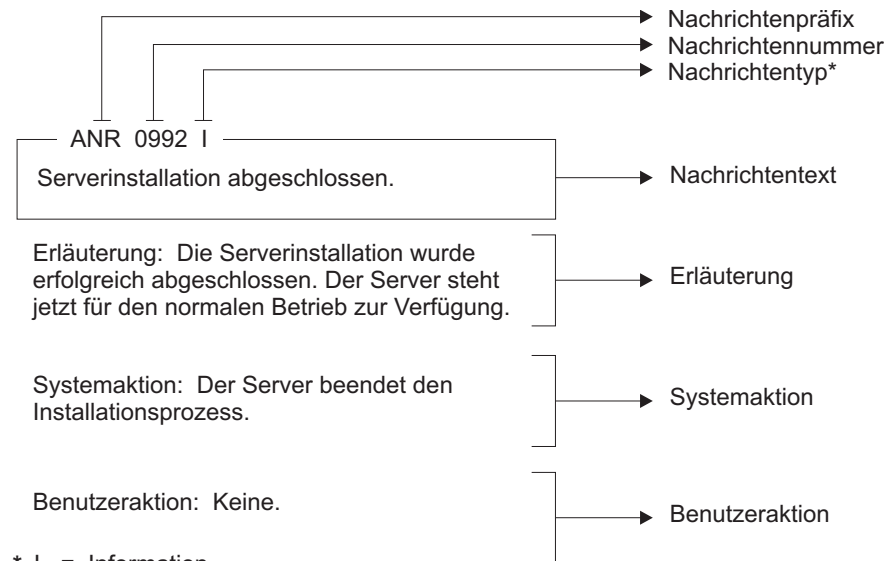 Nachrichtenpräfix
Nachrichtennummer
Nachrichtentyp*
ANR 0992 I
Serverinstallation abgeschlossen.
Nachrichtentext
Erläuterung: Die Serverinstallation wurde
erfolgreich abgeschlossen. Der Server steht
jetzt für den normalen Betrieb zur Verfügung.
Erläuterung
Systemaktion: Der Server beendet den
Installationsprozess.
Systemaktion
Benutzeraktion: Keine.
Benutzeraktion
* I = Information